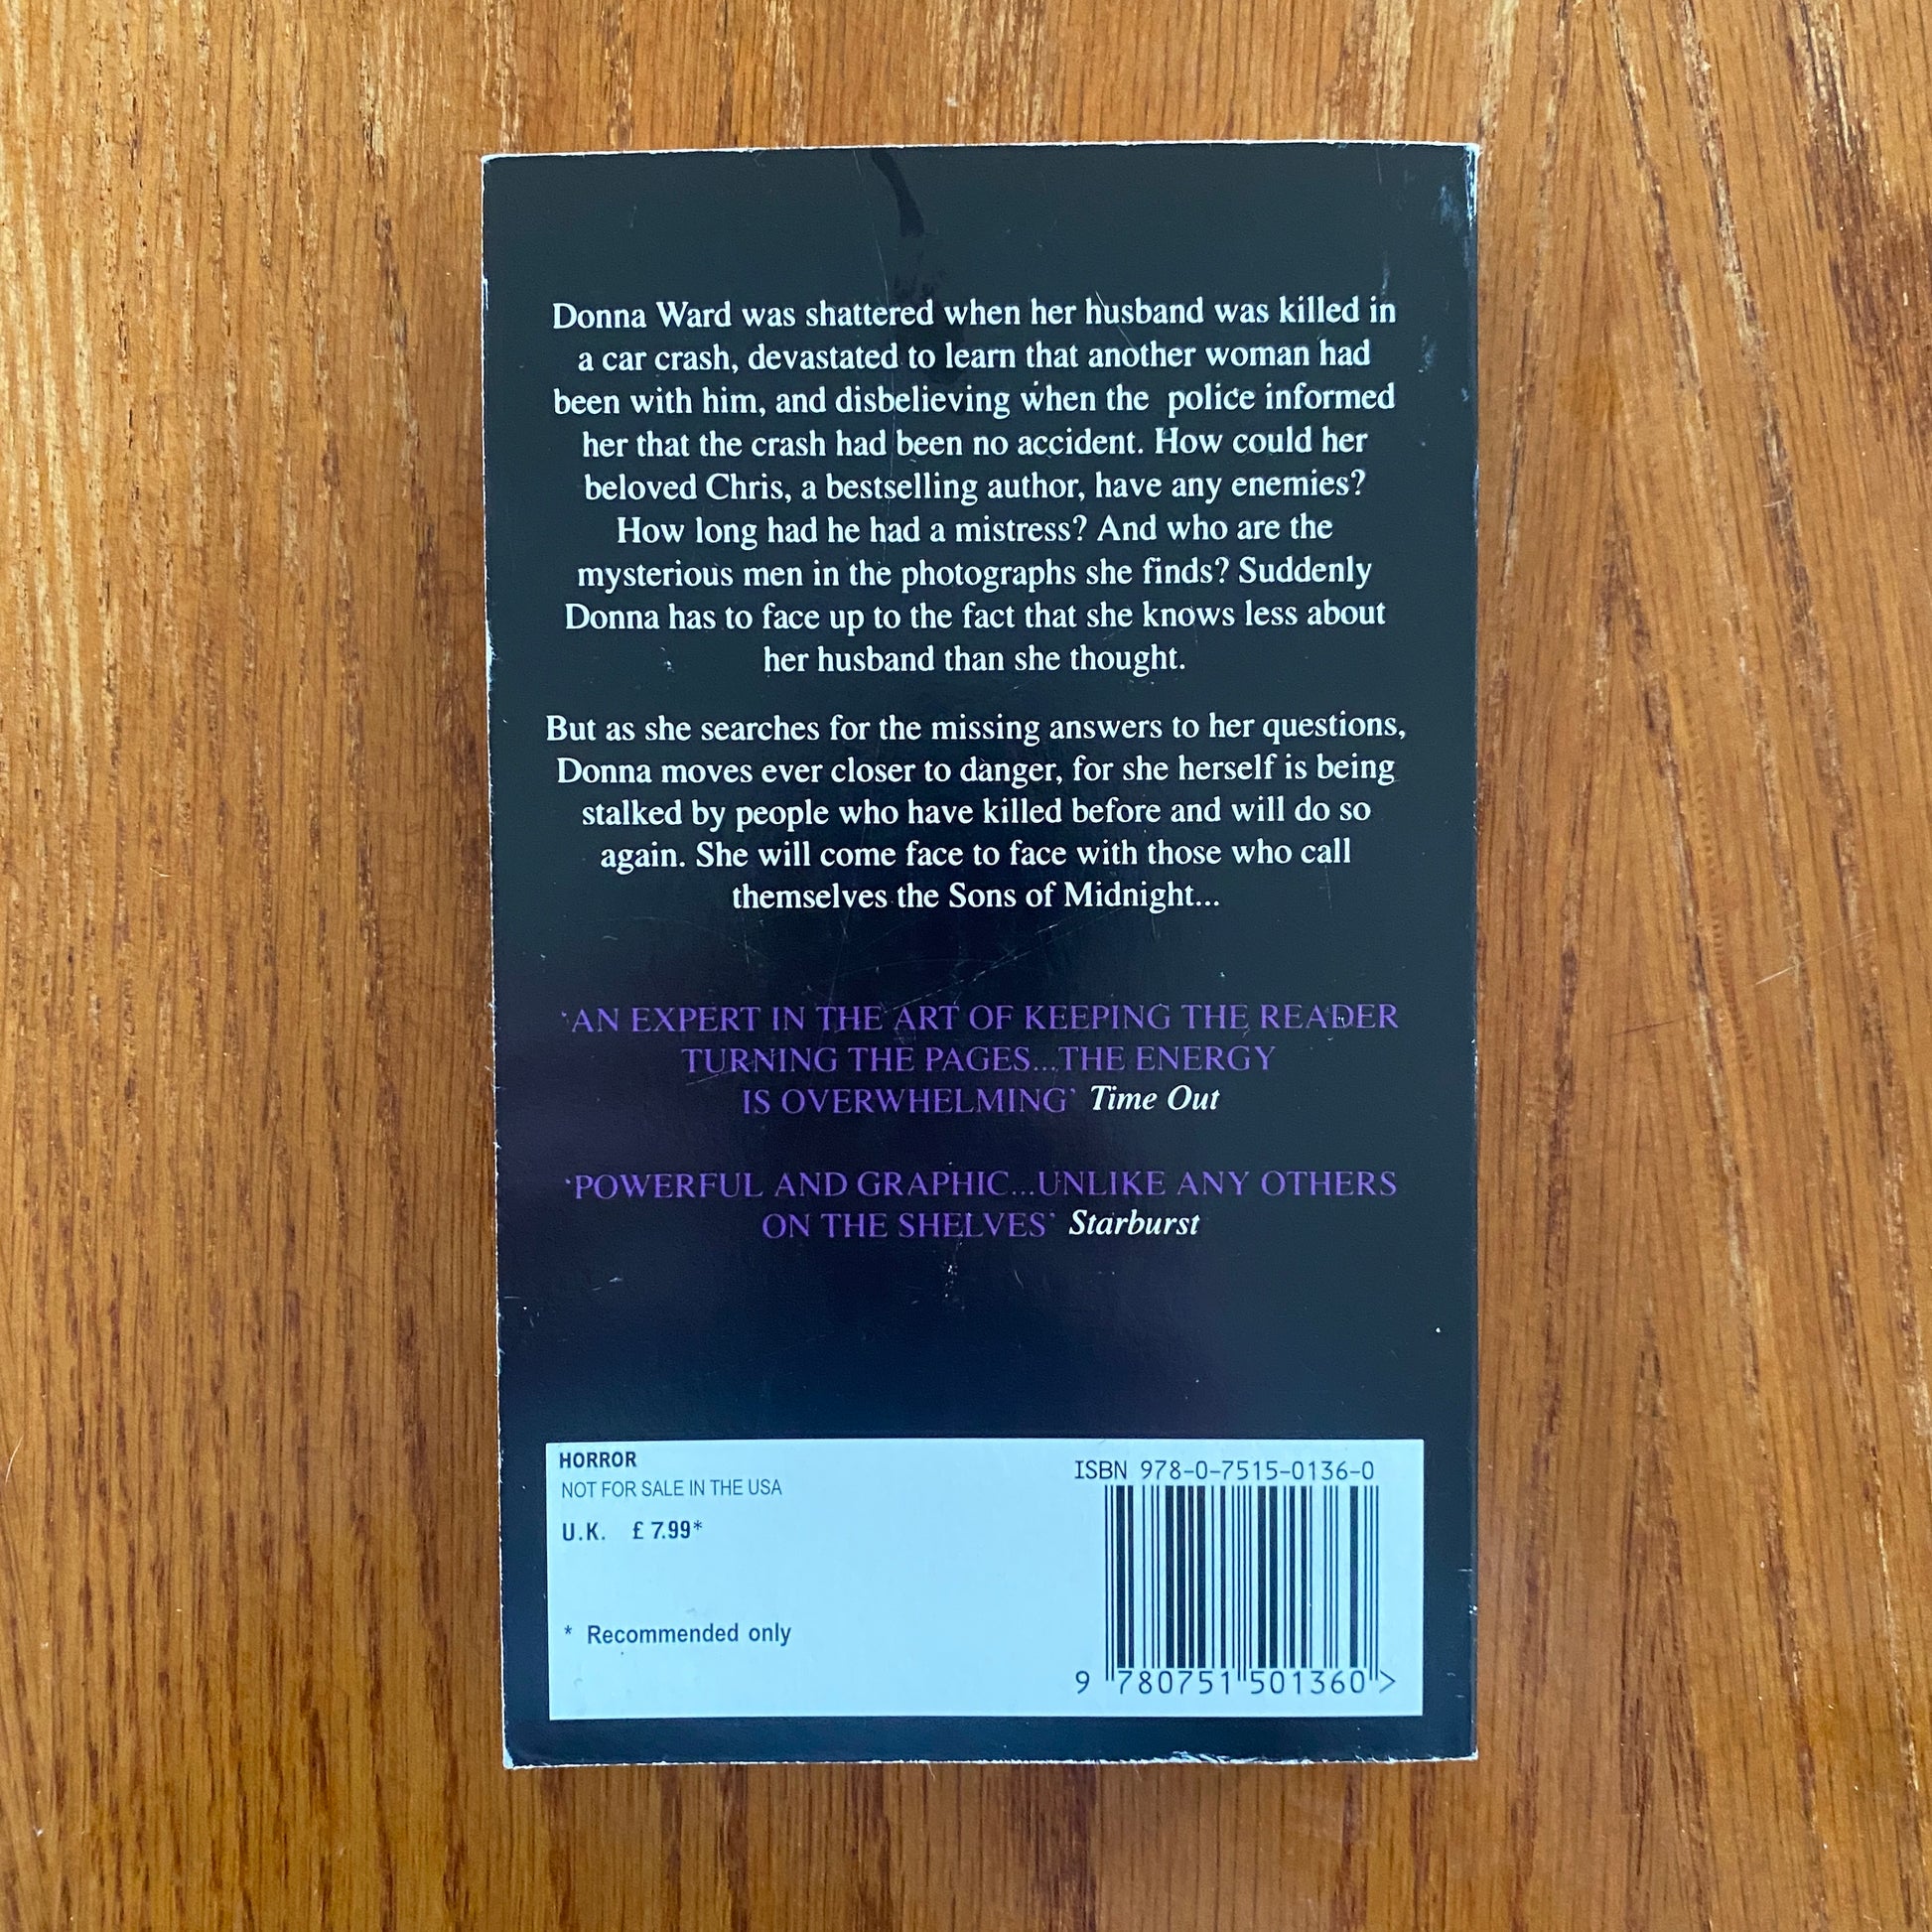 Donna Ward was shattered when her husband was killed in
a car crash, devastated to learn that another woman had
been with him, and disbelieving when the police informed
her that the crash had been no accident. How could her
beloved Chris, a bestselling author, have any enemies?
How long had he had a mistress? And who are the
mysterious men in the photographs she finds? Suddenly
Donna has to face up to the fact that she knows less about
her husband than she thought.
But as she searches for the missing answers to her questions,
Donna moves ever closer to danger, for she herself is being
stalked by people who have killed before and will do so
again. She will come face to face with those who call
themselves the Sons of Midnight...
‘AN EXPERT IN THE ART OF KEEPING THE READER
TURNING THE PAGES...THE ENERGY
IS OVERWHELMING’ Time Out
‘POWERFUL AND GRAPHIC...UNLIKE ANY OTHERS
ON THE SHELVES’ Starburst
HORROR
NOT FOR SALE IN THE USA
U.K. £ 7.99*
* Recommended only
ISBN 978-0-7515-0136-0
9 780751 501360 >